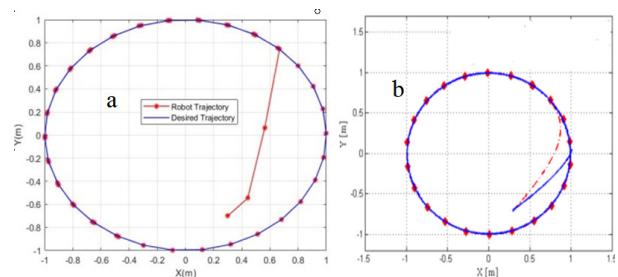 a
Robot Trajectory
Desired Trajectory
Y(m)
1
0.8
0.6
0.4
0.2
0
-0.2
-0.4
-0.6
-0.8
-1
-1 -0.8 -0.6 -0.4 -0.2 0 0.2 0.4 0.6 0.8 1
X(m)
b
Y [m]
1.5
1
0.5
0
-0.5
-1
-1.5 -1 -0.5 0 0.5 1 1.5
X [m]